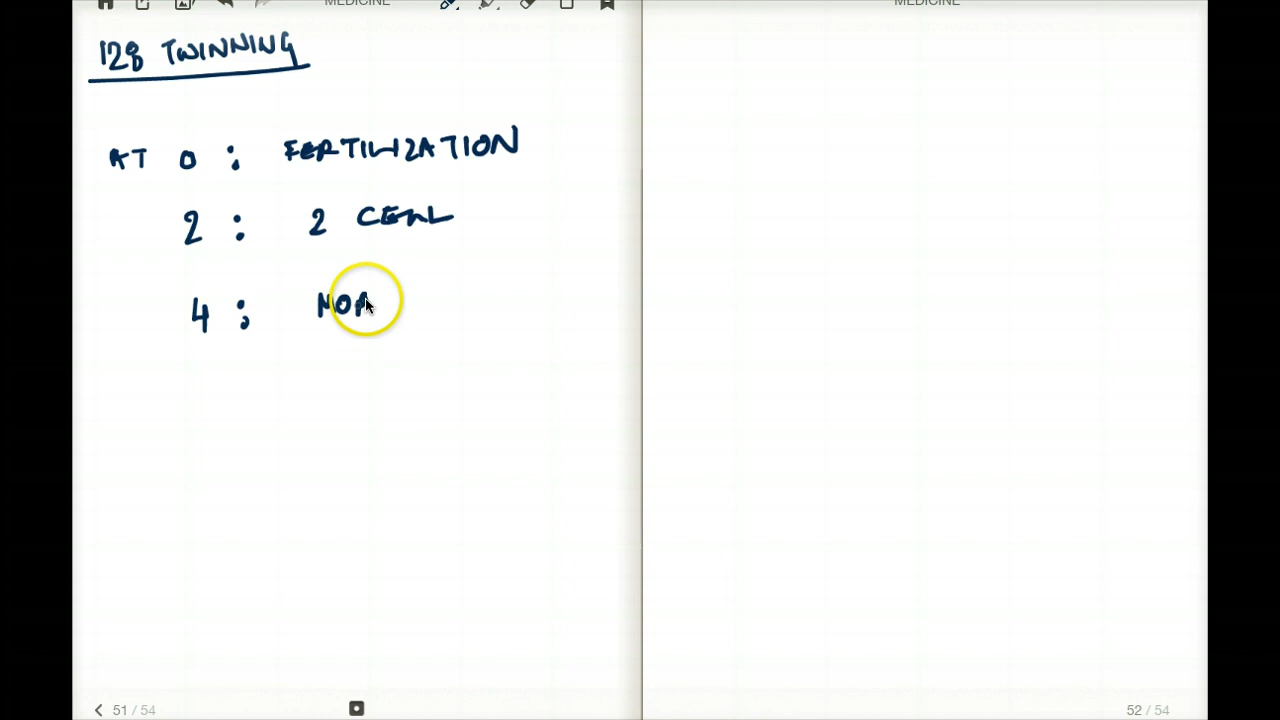 MEDICINE
MEDICINE
128 TWINNING
AT 0 : FERTILIZATION
2 : 2 CELL
4 : MOR
51 / 54
52 / 54